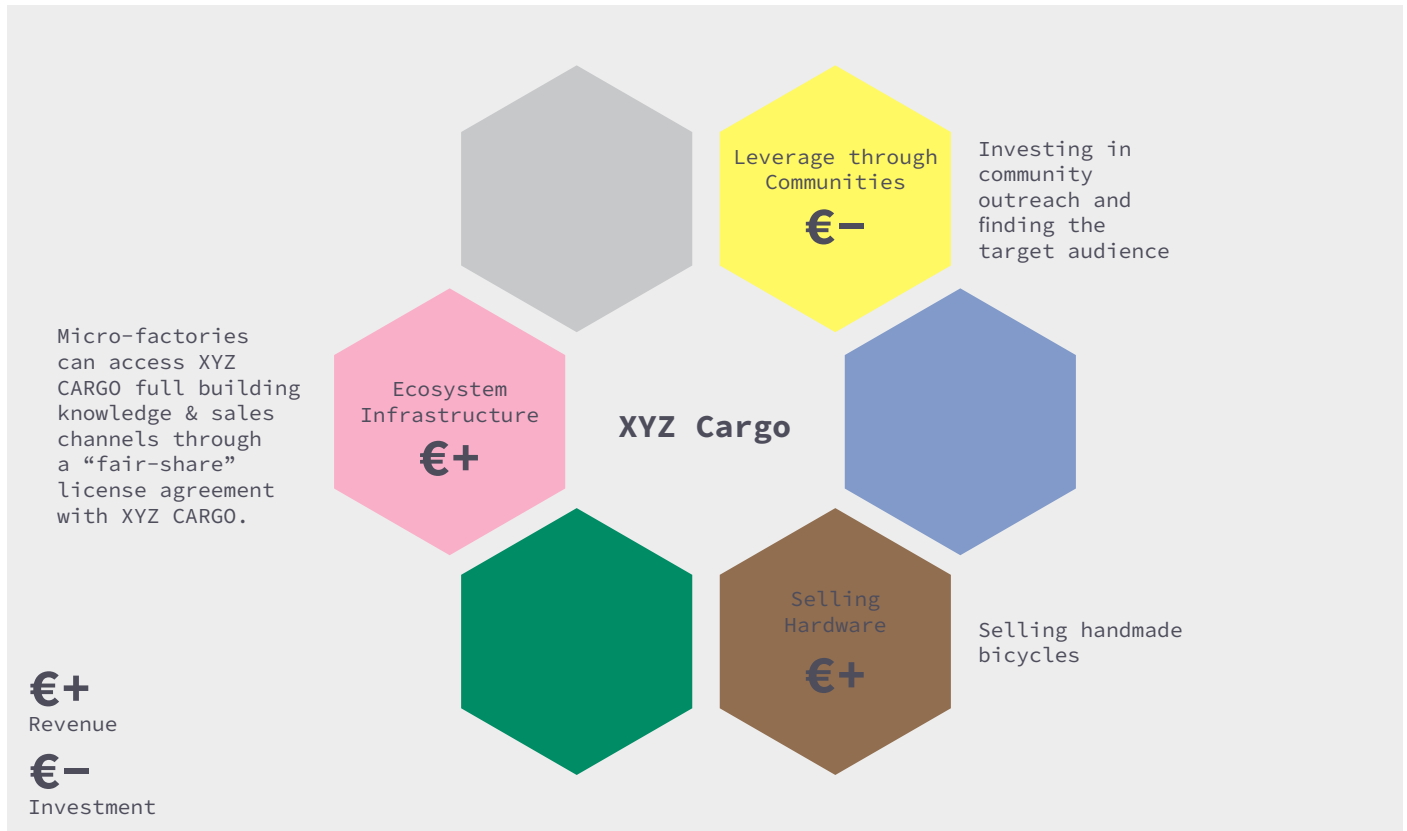 Leverage through
Communities
€−
Investing in
community
outreach and
finding the
target audience
Micro-factories
can access XYZ
CARGO full building
knowledge & sales
channels through
a “fair-share”
license agreement
with XYZ CARGO.
Ecosystem
Infrastructure
€+
XYZ Cargo
Selling
Hardware
€+
Selling handmade
bicycles
€+
Revenue
€−
Investment